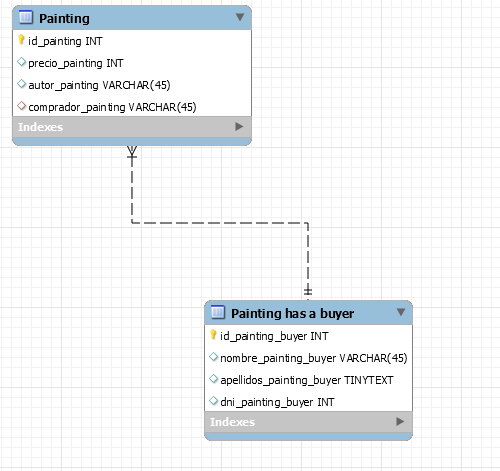 Painting
id_painting INT
precio_painting INT
autor_painting VARCHAR(45)
comprador_painting VARCHAR(45)
Indexes
Painting has a buyer
id_painting_buyer INT
nombre_painting_buyer VARCHAR(45)
apellidos_painting_buyer TINYTEXT
dni_painting_buyer INT
Indexes